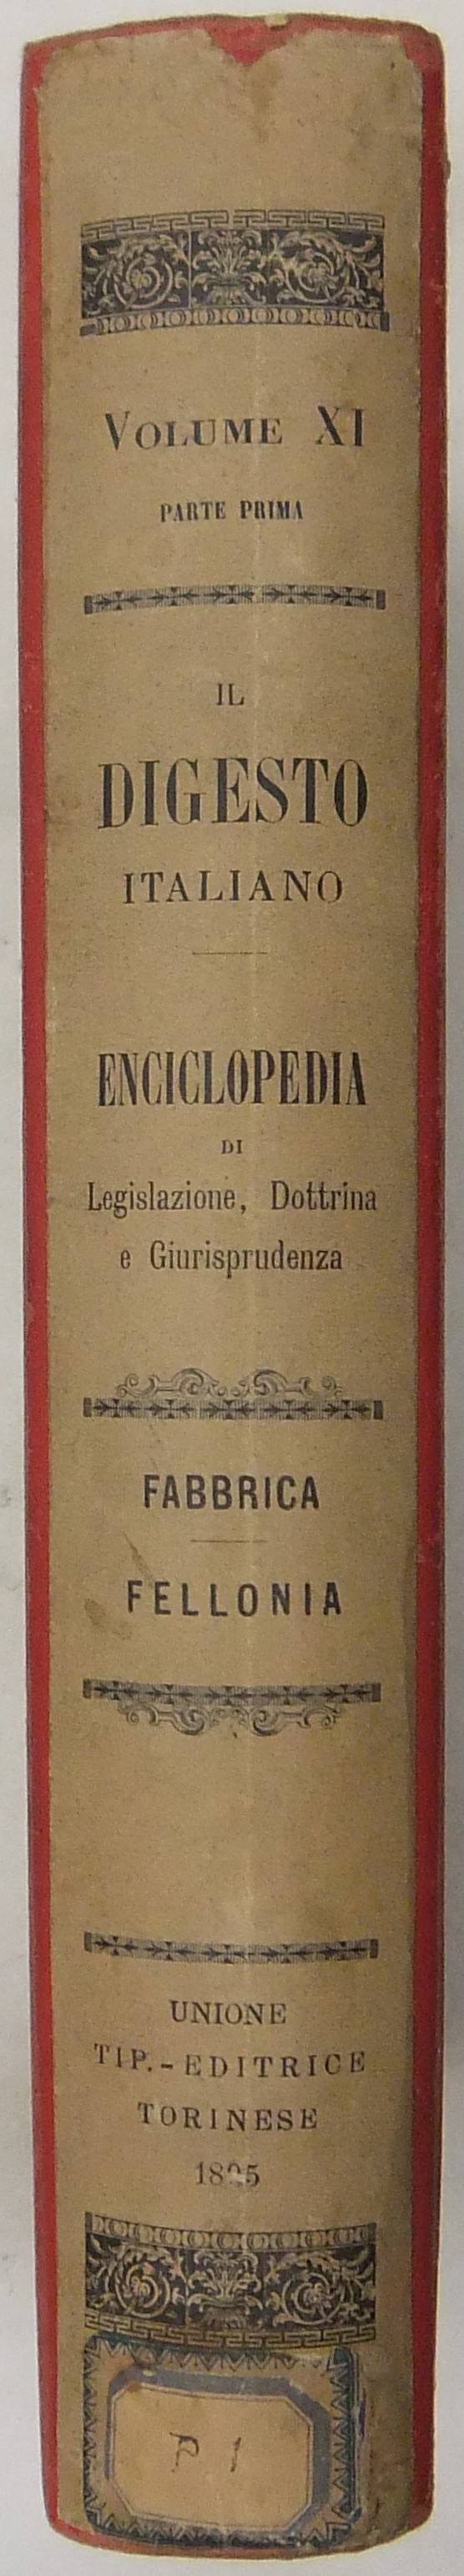 VOLUME XI
PARTE PRIMA
IL
DIGESTO
ITALIANO
ENCICLOPEDIA
DI
Legislazione, Dottrina
e Giurisprudenza
FABBRICA
FELLONIA
UNIONE
TIP.-EDITRICE
TORINESE
1895
P 1